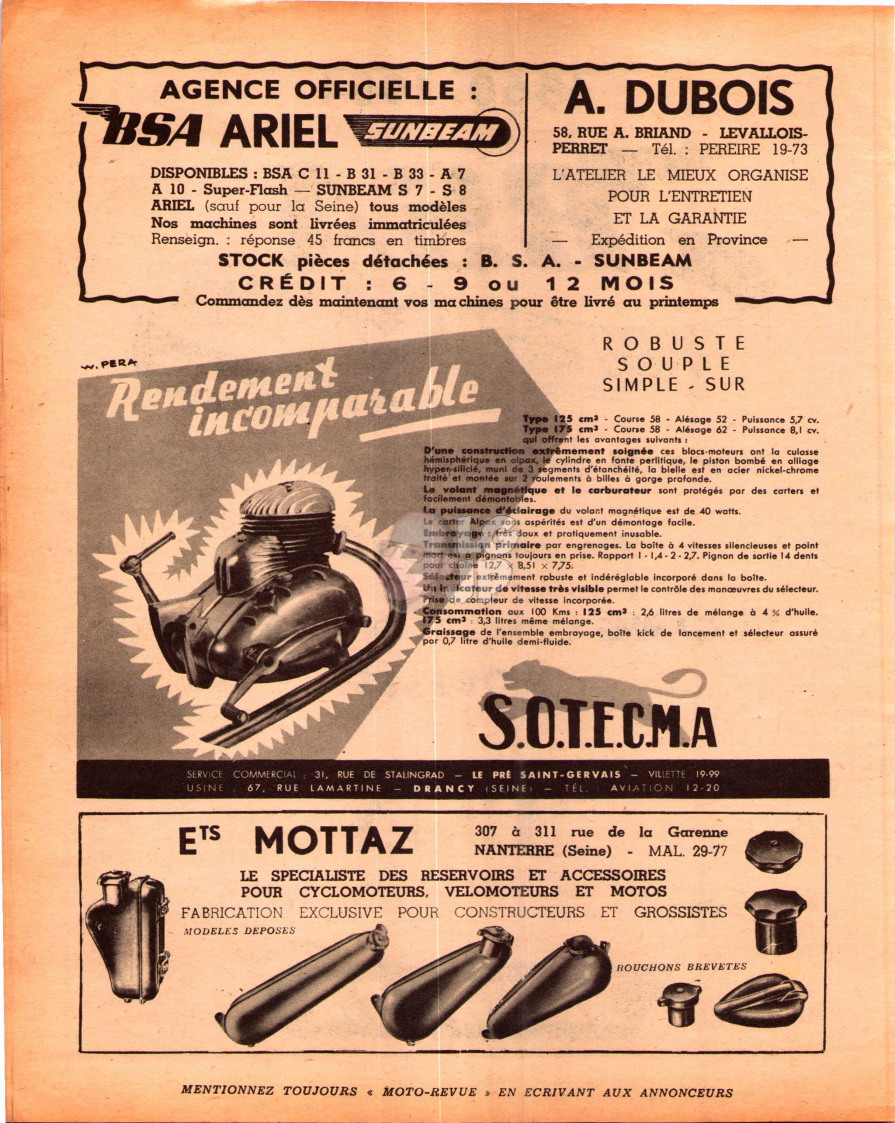 AGENCE OFFICIELLE :
BSA ARIEL SUNBEAM
DISPONIBLES : BSA C 11 - B 31 - B 33 - A 7
A 10 - Super-Flash — SUNBEAM S 7 - S 8
ARIEL (sauf pour la Seine) tous modèles
Nos machines sont livrées immatriculées
Renseign. : réponse 45 francs en timbres
A. DUBOIS
58, RUE A. BRIAND - LEVALLOIS-
PERRET — Tél. : PEREIRE 19-73
L'ATELIER LE MIEUX ORGANISE
POUR L'ENTRETIEN
ET LA GARANTIE
— Expédition en Province —
STOCK pièces détachées : B. S. A. - SUNBEAM
CRÉDIT : 6 - 9 ou 12 MOIS
Commandez dès maintenant vos machines pour être livré au printemps
W. PERA
Rendement
incomparable
ROBUSTE
SOUPLE
SIMPLE - SUR
Type 125 cm³ - Course 58 - Alésage 52 - Puissance 5,7 cv.
Type 175 cm³ - Course 58 - Alésage 62 - Puissance 8,1 cv.
qui offrent les avantages suivants :
D'une construction extrêmement soignée ces blocs-moteurs ont la culasse
hémisphérique en alpax, le cylindre en fonte perlitique, le piston bombé en alliage
hyper-silicié, muni de 3 segments d'étanchéité, la bielle est en acier nickel-chrome
traité et montée sur 2 roulements à billes à gorge profonde.
Le volant magnétique et le carburateur sont protégés par des carters et
facilement démontables.
La puissance d'éclairage du volant magnétique est de 40 watts.
Le carter Alpax sans aspérités est d'un démontage facile.
Embrayage : très doux et pratiquement inusable.
Transmission primaire par engrenages. La boîte à 4 vitesses silencieuses et point
mort est à pignons toujours en prise. Rapport 1 - 1,4 - 2 - 2,7. Pignon de sortie 14 dents
pour chaîne 12,7 × 8,51 × 7,75.
Sélecteur extrêmement robuste et indéréglable incorporé dans la boîte.
Un indicateur de vitesse très visible permet le contrôle des manœuvres du sélecteur.
Prise de compteur de vitesse incorporée.
Consommation aux 100 Kms : 125 cm³ : 2,6 litres de mélange à 4 % d'huile.
175 cm³ : 3,3 litres même mélange.
Graissage de l'ensemble embrayage, boîte kick de lancement et sélecteur assuré
par 0,7 litre d'huile demi-fluide.
S.O.T.E.C.M.A
SERVICE COMMERCIAL : 31, RUE DE STALINGRAD — LE PRÉ SAINT-GERVAIS — VILLETTE 19-99
USINE : 67, RUE LAMARTINE — DRANCY (SEINE) — TÉL. : AVIATION 12-20
ETS MOTTAZ
307 à 311 rue de la Garenne
NANTERRE (Seine) - MAL. 29-77
LE SPECIALISTE DES RESERVOIRS ET ACCESSOIRES
POUR CYCLOMOTEURS, VELOMOTEURS ET MOTOS
FABRICATION EXCLUSIVE POUR CONSTRUCTEURS ET GROSSISTES
MODELES DEPOSES
BOUCHONS BREVETES
MENTIONNEZ TOUJOURS « MOTO-REVUE » EN ECRIVANT AUX ANNONCEURS